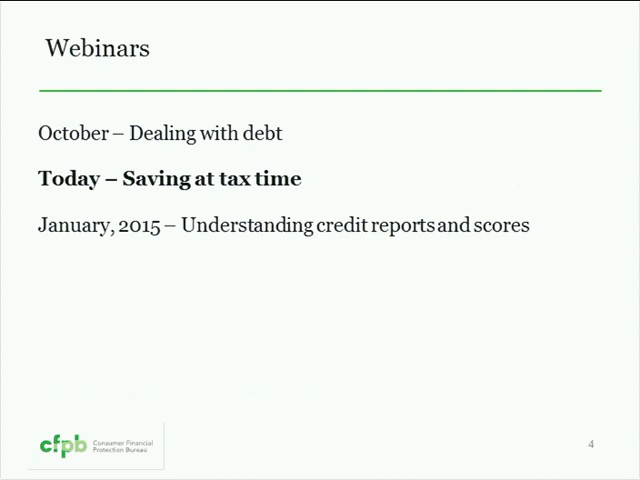 Webinars
October – Dealing with debt
Today – Saving at tax time
January, 2015 – Understanding credit reports and scores
cfpb Consumer Financial
Protection Bureau
4